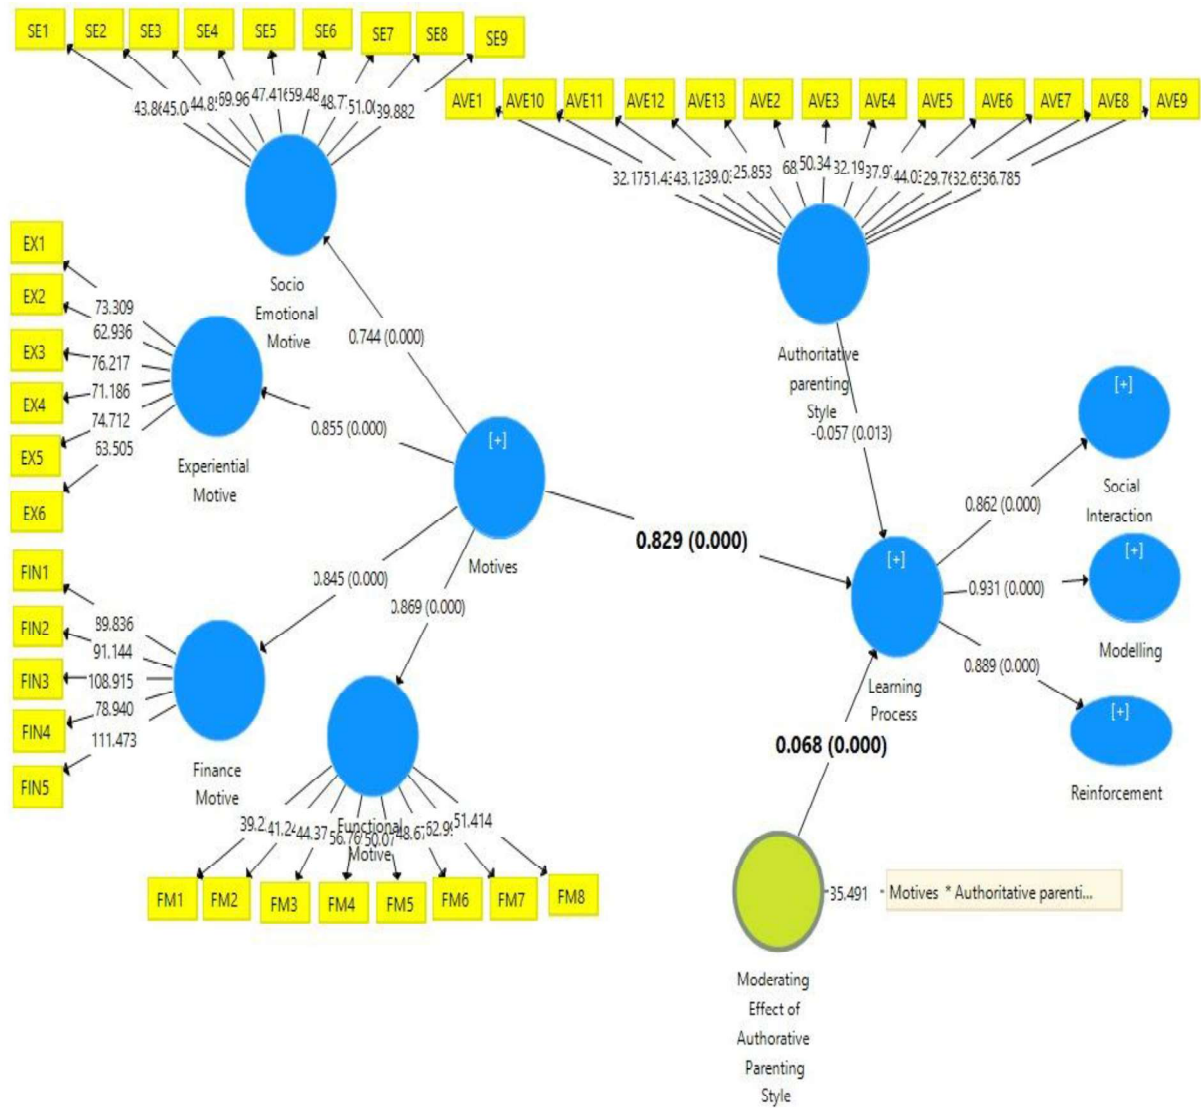 SE1 SE2 SE3 SE4 SE5 SE6 SE7 SE8 SE9
47.416 59.48 39.882
Socio
Emotional
Motive
AVE1 AVE10 AVE11 AVE12 AVE13 AVE2 AVE3 AVE4 AVE5 AVE6 AVE7 AVE8 AVE9
25.853 50.34 36.785
Authoritative
parenting
Style
-0.057 (0.013)
EX1
EX2
EX3
EX4
EX5
EX6
73.309
62.936
76.217
71.186
74.712
63.505
Experiential
Motive
0.744 (0.000)
0.855 (0.000)
[+]
Motives
0.829 (0.000)
.845 (0.000)
.869 (0.000)
FIN1
FIN2
FIN3
FIN4
FIN5
89.836
91.144
108.915
78.940
111.473
Finance
Motive
Functional
Motive
51.414
FM1 FM2 FM3 FM4 FM5 FM6 FM7 FM8
[+]
Learning
Process
0.862 (0.000)
0.931 (0.000)
0.889 (0.000)
[+]
Social
Interaction
[+]
Modelling
[+]
Reinforcement
0.068 (0.000)
35.491
Motives * Authoritative parenti...
Moderating
Effect of
Authorative
Parenting
Style